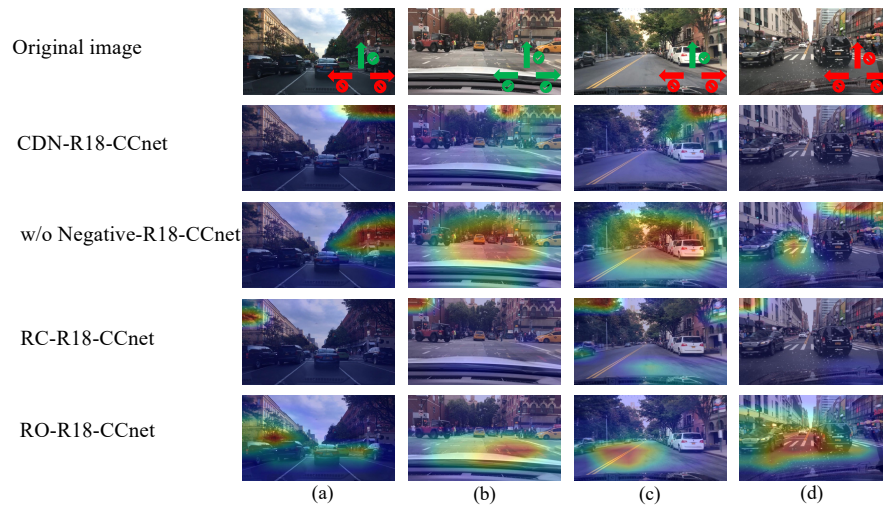 Original image
CDN-R18-CCnet
w/o Negative-R18-CCnet
RC-R18-CCnet
RO-R18-CCnet
(a) (b) (c) (d)